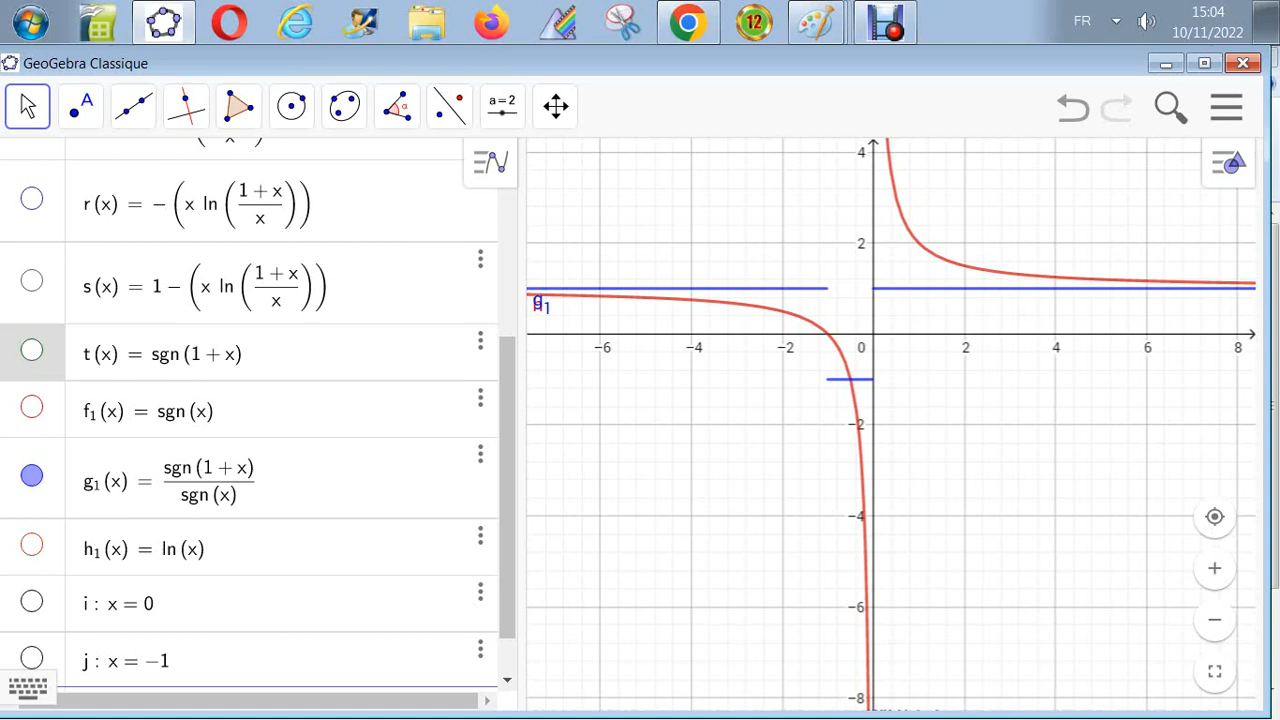 12
FR
15:04
10/11/2022
GeoGebra Classique
A
α
a=2
x
r(x) = −(x ln((1+x)/x))
s(x) = 1 − (x ln((1+x)/x))
t(x) = sgn(1+x)
f₁(x) = sgn(x)
g₁(x) = sgn(1+x)/sgn(x)
h₁(x) = ln(x)
i : x = 0
j : x = −1
4
2
−6
−4
−2
0
2
4
6
8
−2
−4
−6
−8